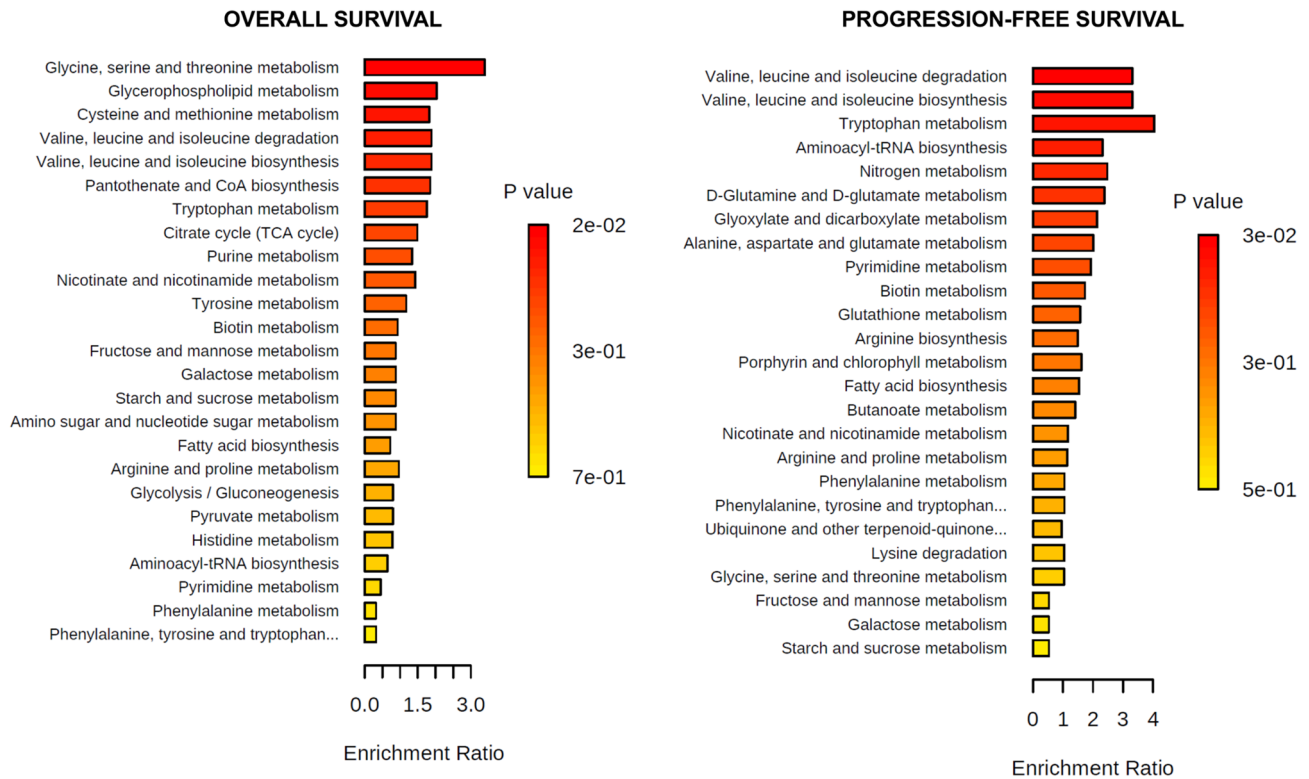 OVERALL SURVIVAL
Glycine, serine and threonine metabolism
Glycerophospholipid metabolism
Cysteine and methionine metabolism
Valine, leucine and isoleucine degradation
Valine, leucine and isoleucine biosynthesis
Pantothenate and CoA biosynthesis
Tryptophan metabolism
Citrate cycle (TCA cycle)
Purine metabolism
Nicotinate and nicotinamide metabolism
Tyrosine metabolism
Biotin metabolism
Fructose and mannose metabolism
Galactose metabolism
Starch and sucrose metabolism
Amino sugar and nucleotide sugar metabolism
Fatty acid biosynthesis
Arginine and proline metabolism
Glycolysis / Gluconeogenesis
Pyruvate metabolism
Histidine metabolism
Aminoacyl-tRNA biosynthesis
Pyrimidine metabolism
Phenylalanine metabolism
Phenylalanine, tyrosine and tryptophan...
0.0 1.5 3.0
Enrichment Ratio
P value
2e-02
3e-01
7e-01
PROGRESSION-FREE SURVIVAL
Valine, leucine and isoleucine degradation
Valine, leucine and isoleucine biosynthesis
Tryptophan metabolism
Aminoacyl-tRNA biosynthesis
Nitrogen metabolism
D-Glutamine and D-glutamate metabolism
Glyoxylate and dicarboxylate metabolism
Alanine, aspartate and glutamate metabolism
Pyrimidine metabolism
Biotin metabolism
Glutathione metabolism
Arginine biosynthesis
Porphyrin and chlorophyll metabolism
Fatty acid biosynthesis
Butanoate metabolism
Nicotinate and nicotinamide metabolism
Arginine and proline metabolism
Phenylalanine metabolism
Phenylalanine, tyrosine and tryptophan...
Ubiquinone and other terpenoid-quinone...
Lysine degradation
Glycine, serine and threonine metabolism
Fructose and mannose metabolism
Galactose metabolism
Starch and sucrose metabolism
0 1 2 3 4
Enrichment Ratio
P value
3e-02
3e-01
5e-01